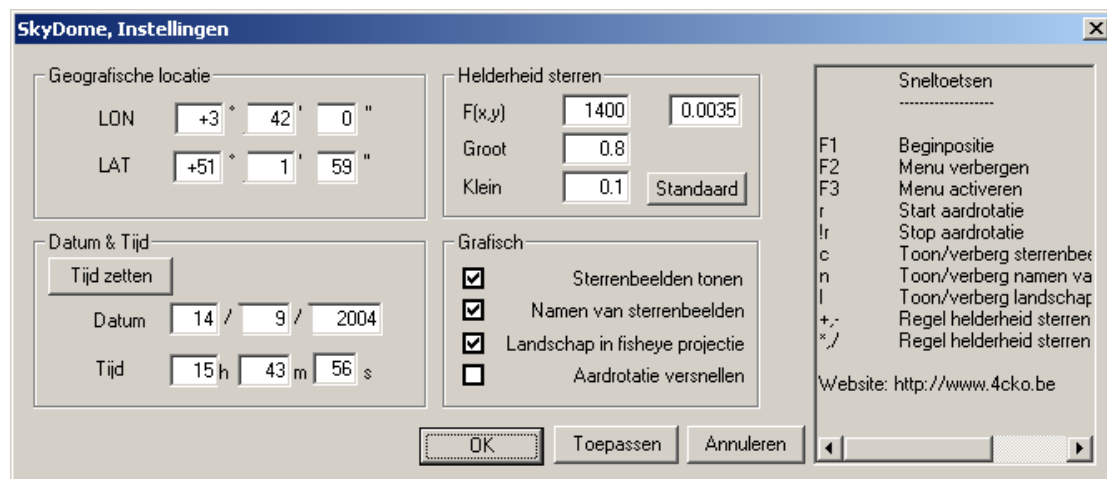 SkyDome, Instellingen
Geografische locatie
LON +3 ° 42 ' 0 "
LAT +51 ° 1 ' 59 "
Helderheid sterren
F(x,y) 1400 0.0035
Groot 0.8
Klein 0.1 Standaard
Datum & Tijd
Tijd zetten
Datum 14 / 9 / 2004
Tijd 15 h 43 m 56 s
Grafisch
Sterrenbeelden tonen
Namen van sterrenbeelden
Landschap in fisheye projectie
Aardrotatie versnellen
Sneltoetsen
-------------------
F1 Beginpositie
F2 Menu verbergen
F3 Menu activeren
r Start aardrotatie
!r Stop aardrotatie
c Toon/verberg sterrenbee
n Toon/verberg namen va
l Toon/verberg landschap
+,- Regel helderheid sterren
*,/ Regel helderheid sterren
Website: http://www.4cko.be
OK Toepassen Annuleren